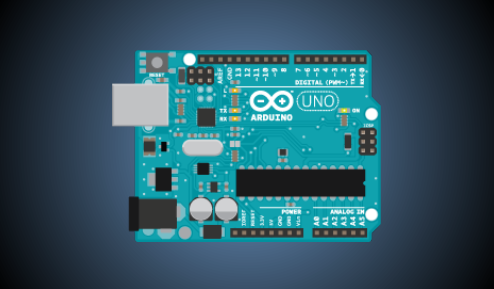 RESET
AREF
GND
13
12
~11
~10
~9
8
7
~6
~5
4
~3
2
TX→1
RX←0
DIGITAL (PWM~)
TX
RX
UNO
ARDUINO
ON
ICSP
POWER
ANALOG IN
IOREF
RESET
3.3V
5V
GND
GND
Vin
A0
A1
A2
A3
A4
A5